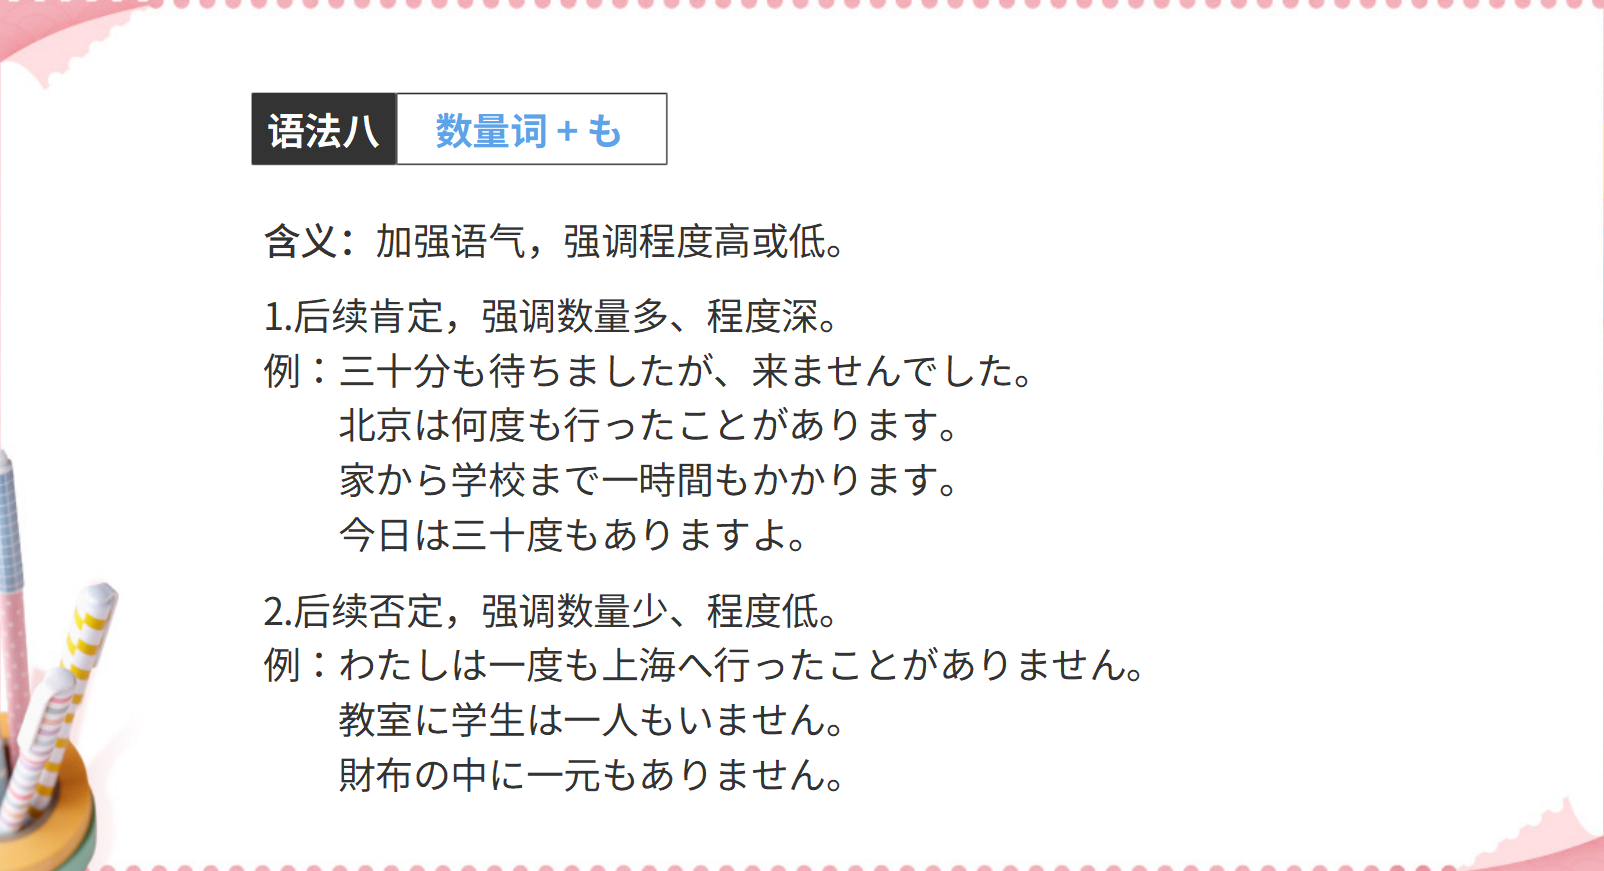 语法八 数量词 + も
含义：加强语气，强调程度高或低。
1.后续肯定，强调数量多、程度深。
例：三十分も待ちましたが、来ませんでした。
北京は何度も行ったことがあります。
家から学校まで一時間もかかります。
今日は三十度もありますよ。
2.后续否定，强调数量少、程度低。
例：わたしは一度も上海へ行ったことがありません。
教室に学生は一人もいません。
財布の中に一元もありません。